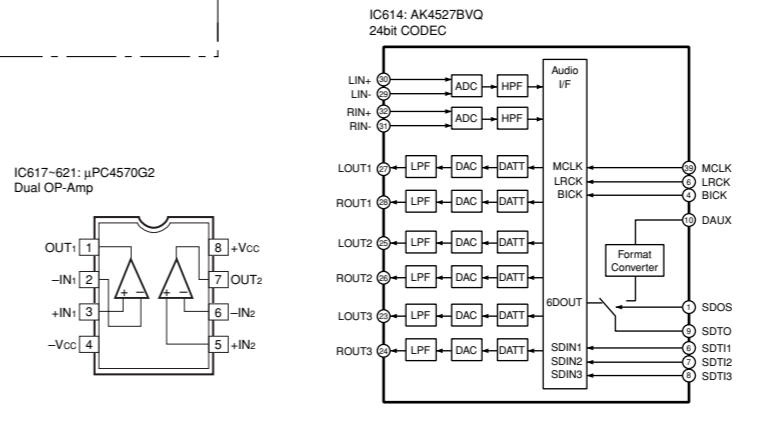 IC614: AK4527BVQ
24bit CODEC
Audio
I/F
LIN+ 30
LIN- 29
ADC HPF
RIN+ 32
RIN- 31
ADC HPF
LOUT1 27 LPF DAC DATT MCLK 39 MCLK
LRCK 6 LRCK
ROUT1 28 LPF DAC DATT BICK 4 BICK
10 DAUX
LOUT2 25 LPF DAC DATT
Format
Converter
ROUT2 26 LPF DAC DATT
6DOUT 1 SDOS
LOUT3 23 LPF DAC DATT
9 SDTO
ROUT3 24 LPF DAC DATT SDIN1 6 SDTI1
SDIN2 7 SDTI2
SDIN3 8 SDTI3
IC617~621: µPC4570G2
Dual OP-Amp
OUT1 1 8 +VCC
–IN1 2 7 OUT2
+ – + –
+IN1 3 6 –IN2
–VCC 4 5 +IN2